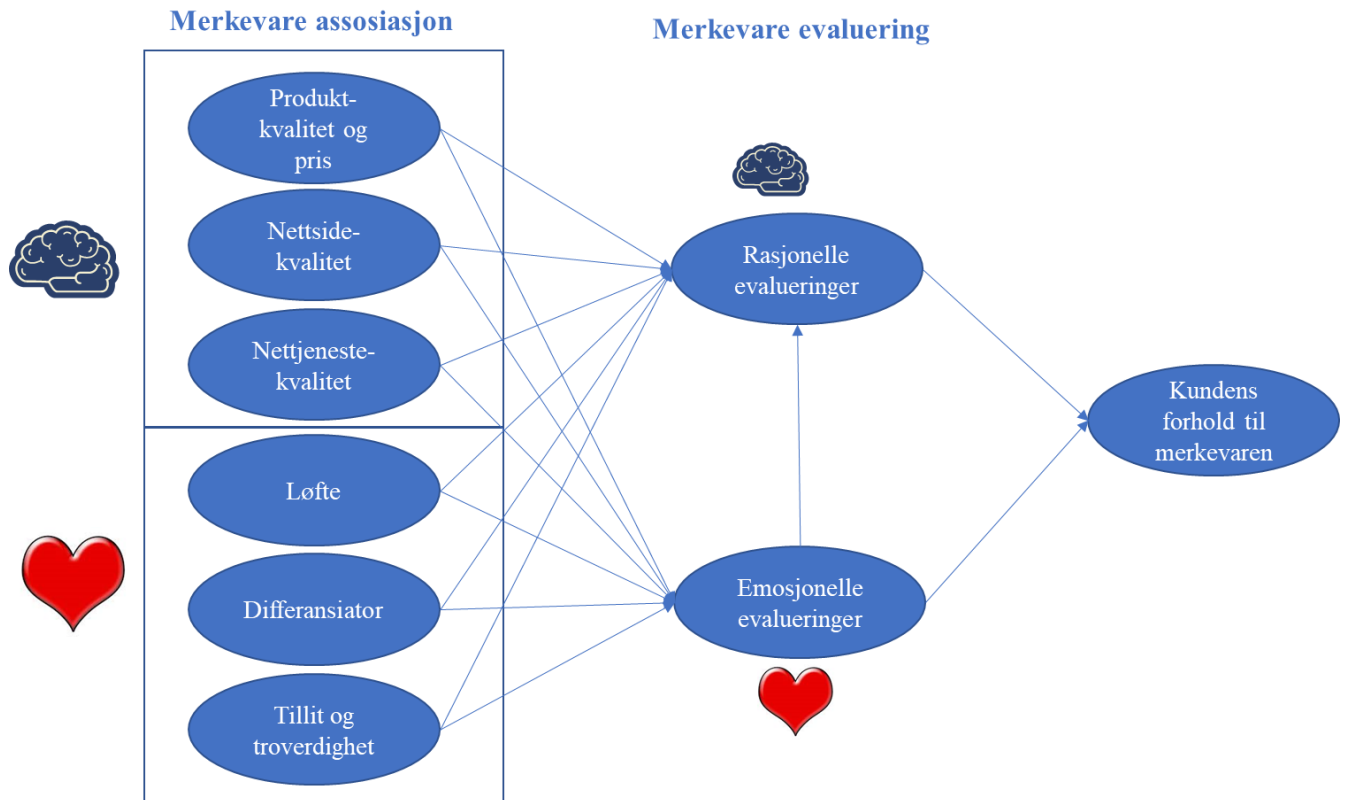 Merkevare assosiasjon
Merkevare evaluering
Produkt-
kvalitet og
pris
Nettside-
kvalitet
Nettjeneste-
kvalitet
Løfte
Differansiator
Tillit og
troverdighet
Rasjonelle
evalueringer
Emosjonelle
evalueringer
Kundens
forhold til
merkevaren